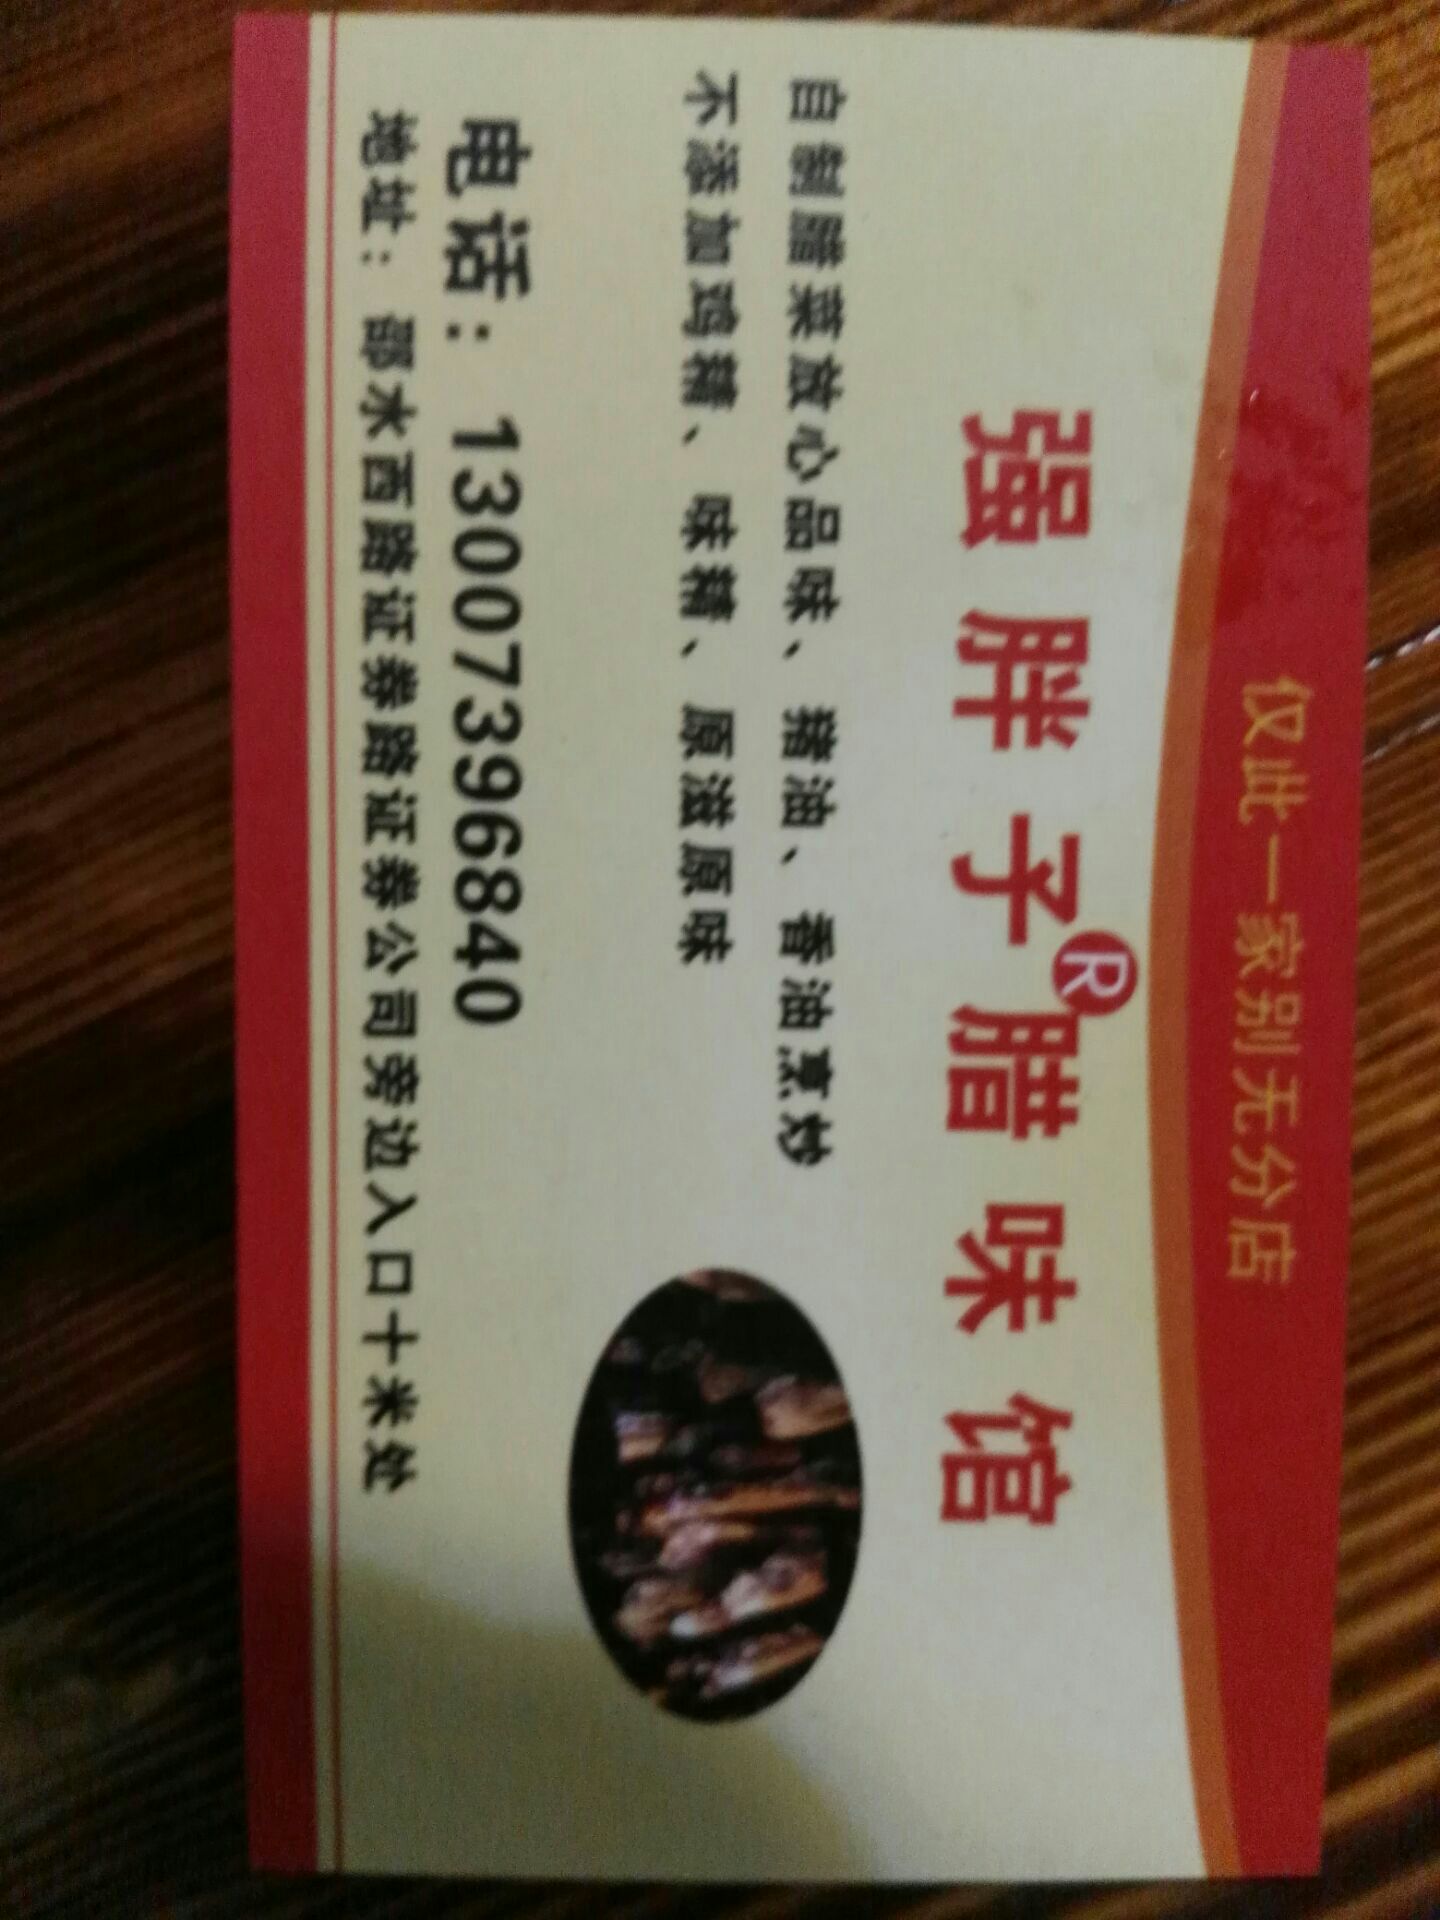 仅此一家别无分店
强胖子®腊味馆
自制腊菜放心品味、猪油、香油烹炒
不添加鸡精、味精、原滋原味
电话：13007396840
地址：邵水西路证券路证券公司旁边入口十米处